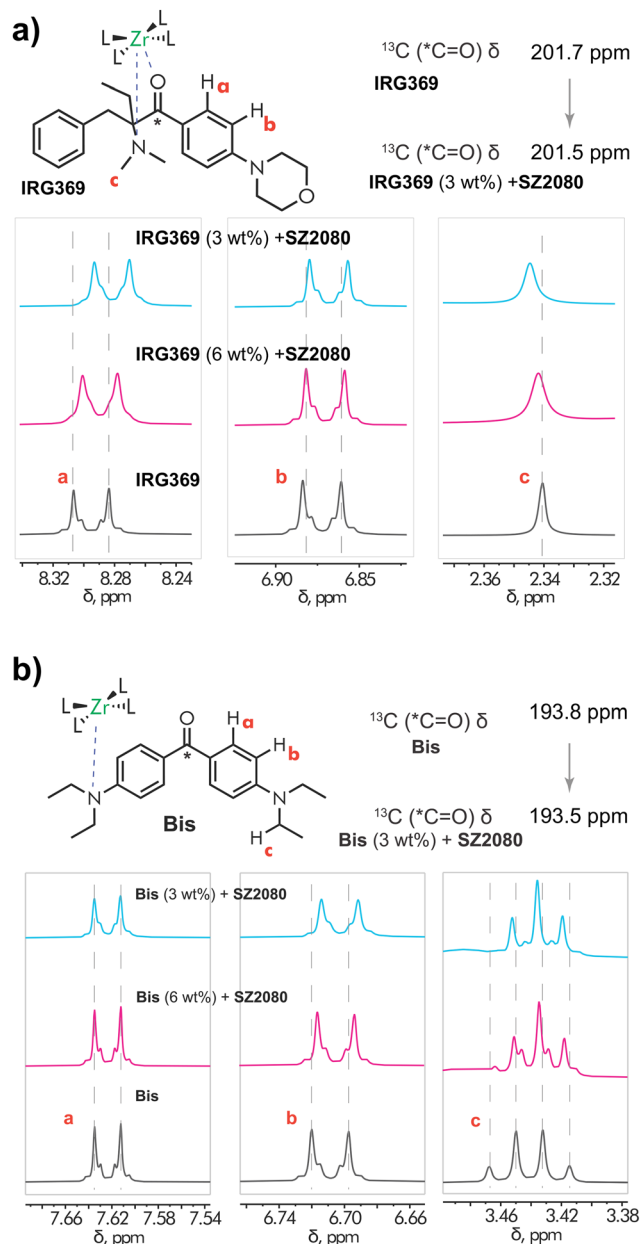 a)
L
L Zr L
L
O
H
a
H
b
*
N
c
N
O
IRG369
¹³C (*C=O) δ 201.7 ppm
IRG369
¹³C (*C=O) δ 201.5 ppm
IRG369 (3 wt%) +SZ2080
IRG369 (3 wt%) +SZ2080
IRG369 (6 wt%) +SZ2080
a IRG369 b c
8.32 8.28 8.24 6.90 6.85 2.36 2.34 2.32
δ, ppm δ, ppm δ, ppm
b)
L
L Zr L
L
O
H
a
H
b
*
N
N
Bis
H
c
¹³C (*C=O) δ 193.8 ppm
Bis
¹³C (*C=O) δ 193.5 ppm
Bis (3 wt%) + SZ2080
Bis (3 wt%) + SZ2080
Bis (6 wt%) + SZ2080
Bis
a b c
7.66 7.62 7.58 7.54 6.74 6.70 6.66 3.46 3.42 3.38
δ, ppm δ, ppm δ, ppm